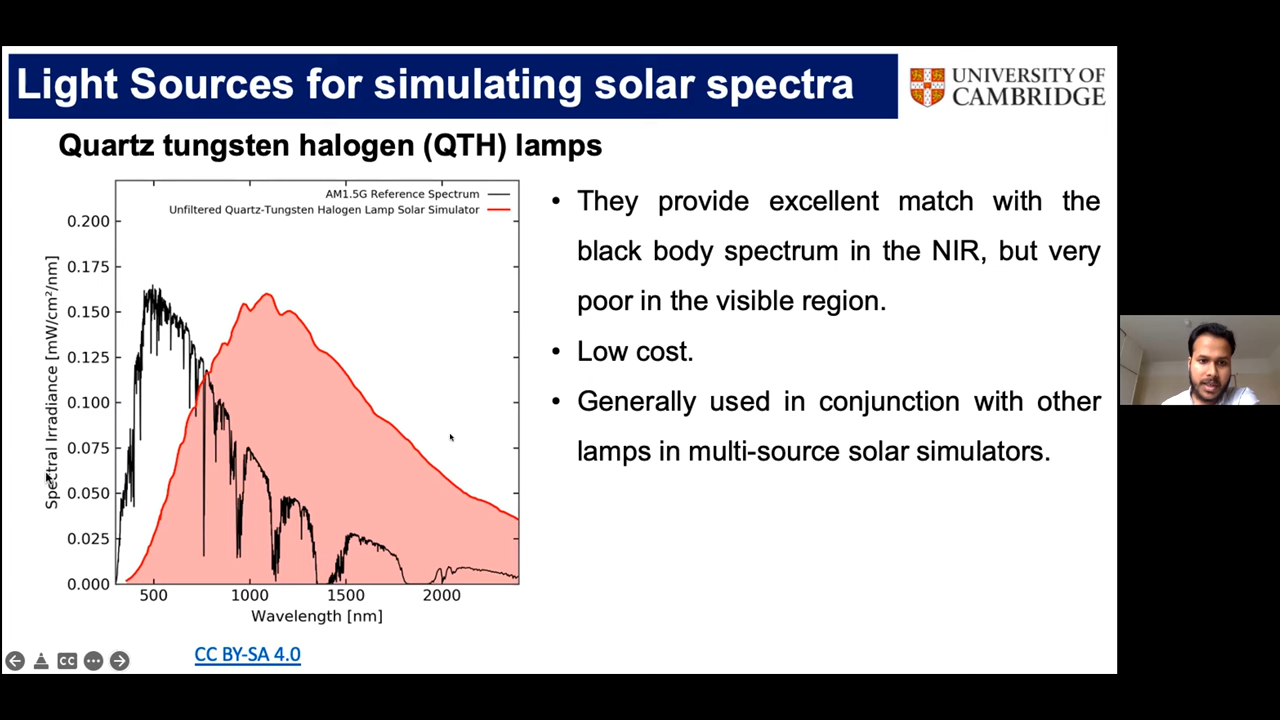 Light Sources for simulating solar spectra
UNIVERSITY OF
CAMBRIDGE
Quartz tungsten halogen (QTH) lamps
AM1.5G Reference Spectrum
Unfiltered Quartz-Tungsten Halogen Lamp Solar Simulator
0.200
0.175
0.150
0.125
0.100
0.075
0.050
0.025
0.000
Spectral Irradiance [mW/cm²/nm]
500 1000 1500 2000
Wavelength [nm]
• They provide excellent match with the
black body spectrum in the NIR, but very
poor in the visible region.
• Low cost.
• Generally used in conjunction with other
lamps in multi-source solar simulators.
CC BY-SA 4.0
CC